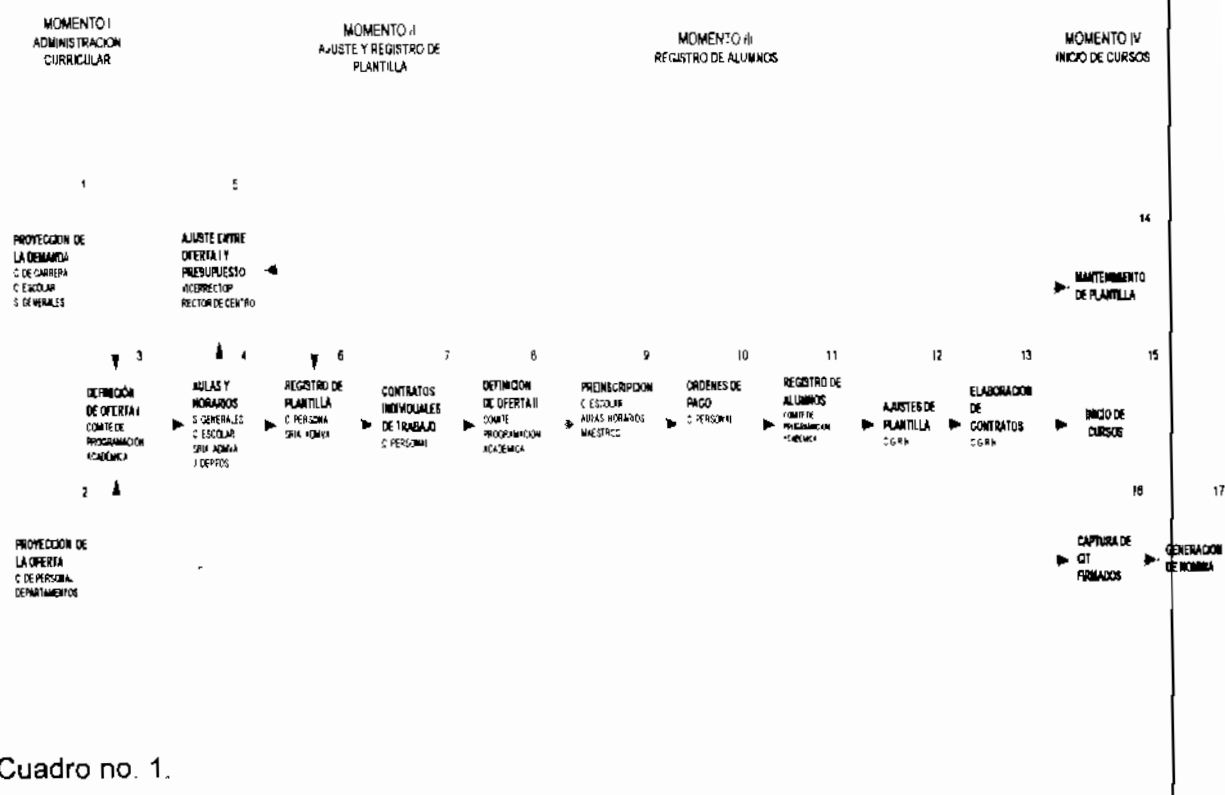 MOMENTO I
ADMINISTRACION
CURRICULAR
MOMENTO II
AJUSTE Y REGISTRO DE
PLANTILLA
MOMENTO III
REGISTRO DE ALUMNOS
MOMENTO IV
INICIO DE CURSOS
1
PROYECCION DE
LA DEMANDA
C DE CARRERA
C ESCOLAR
S GENERALES
5
AJUSTE ENTRE
OFERTA I Y
PRESUPUESTO
VICERRECTOR
RECTOR DE CENTRO
14
MANTENIMIENTO
DE PLANTILLA
3
DEFINICIÓN
DE OFERTA I
COMITE DE
PROGRAMACIÓN
ACADÉMICA
4
AULAS Y
HORARIOS
S GENERALES
C ESCOLAR
SRIA ADMVA
J DEPTOS
6
REGISTRO DE
PLANTILLA
C PERSONA
SRIA ADMVA
7
CONTRATOS
INDIVIDUALES
DE TRABAJO
C PERSONAL
8
DEFINICION
DE OFERTA II
COMITE
PROGRAMACION
ACADEMICA
9
PREINSCRIPCION
C ESCOLAR
AULAS HORARIOS
MAESTROS
10
ORDENES DE
PAGO
C PERSONAL
11
REGISTRO DE
ALUMNOS
COMITE DE
PROGRAMACION
ACADEMICA
12
AJUSTES DE
PLANTILLA
C G R H
13
ELABORACION
DE
CONTRATOS
C G R H
15
INICIO DE
CURSOS
2
PROYECCION DE
LA OFERTA
C DE PERSONAL
DEPARTAMENTOS
16
CAPTURA DE
CIT
FIRMADOS
17
GENERACION
DE NOMINA
Cuadro no. 1.